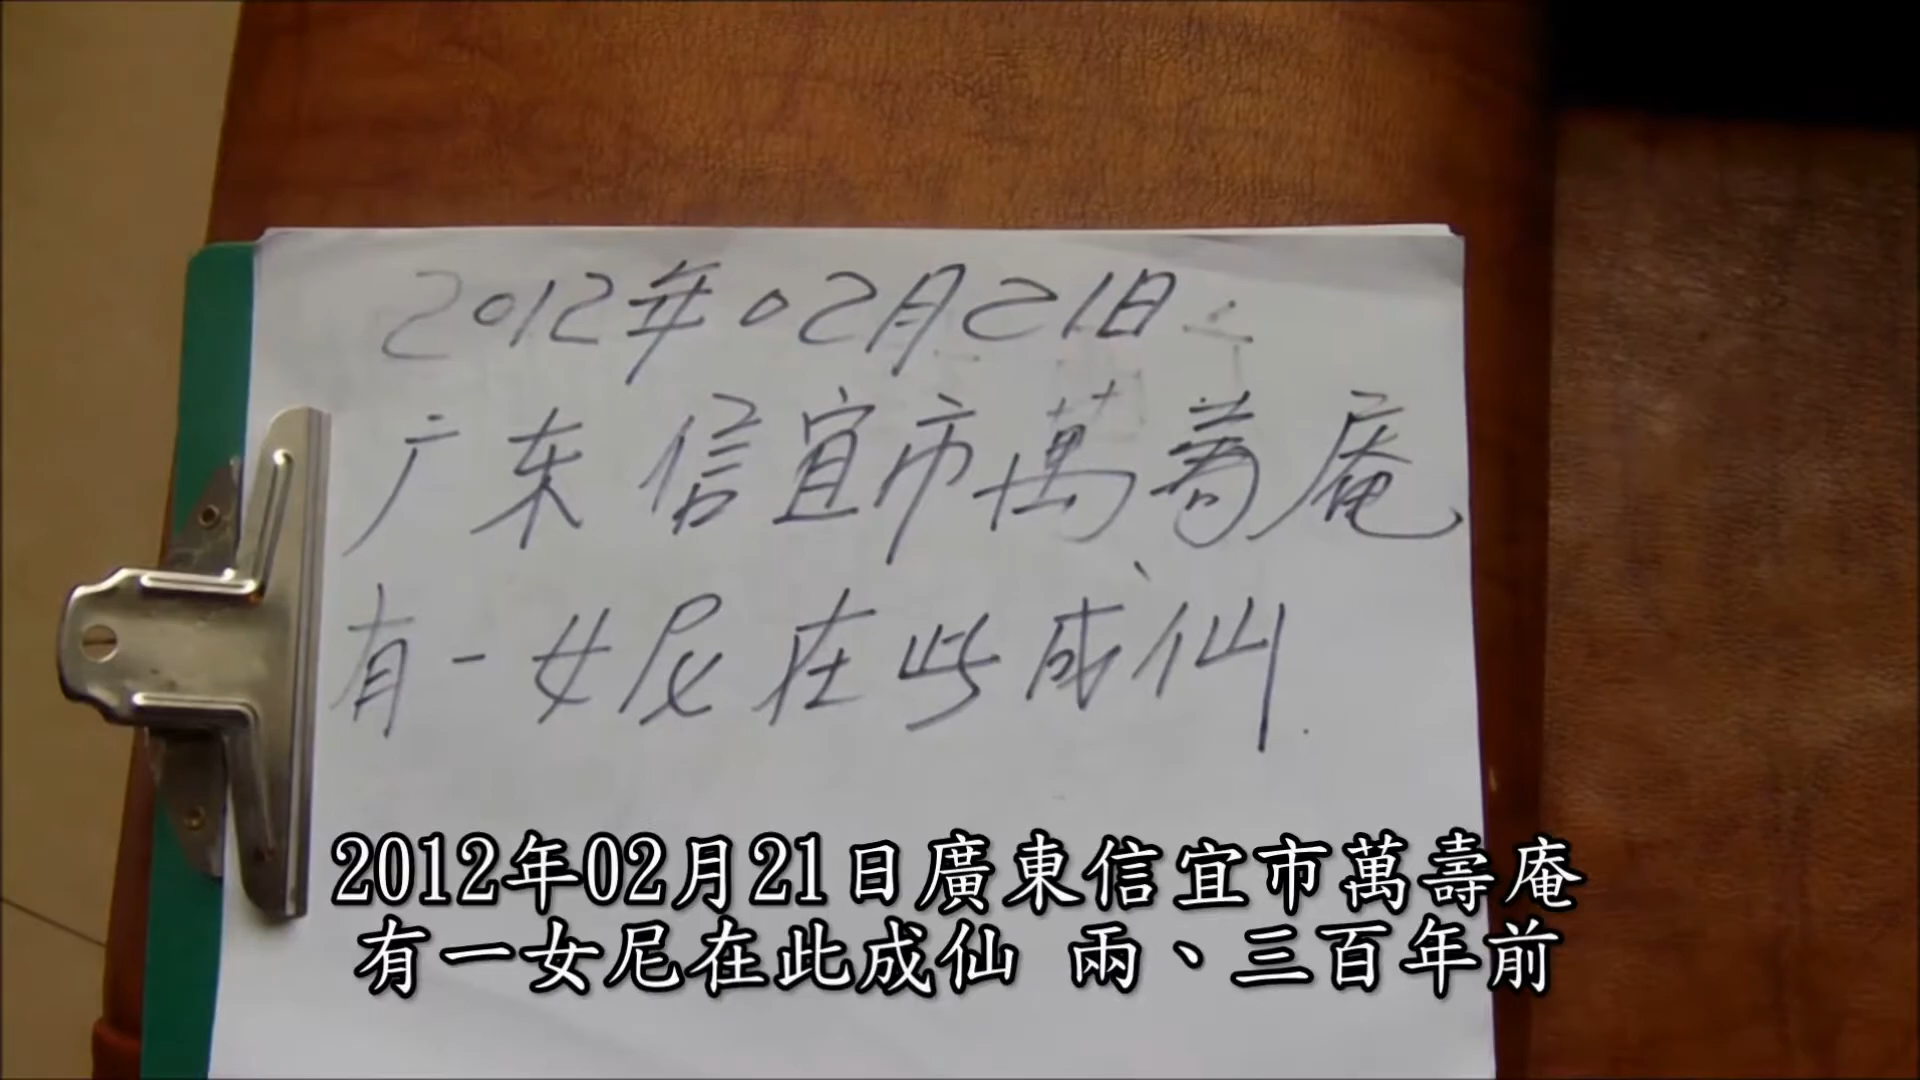 2012年02月21日
广东信宜市萬壽庵
有一女尼在此成仙.
2012年02月21日廣東信宜市萬壽庵
有一女尼在此成仙 兩、三百年前